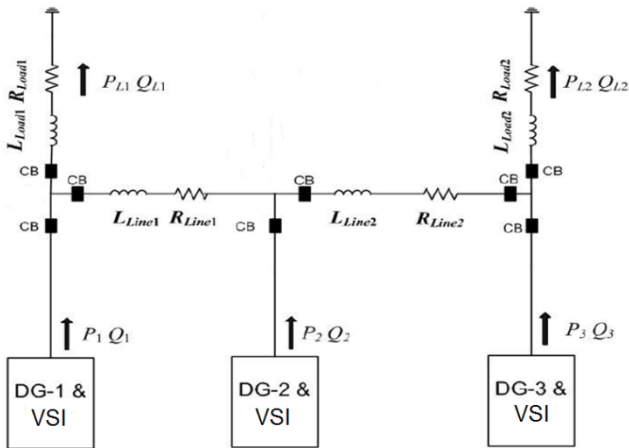 L_Load1 R_Load1
P_L1 Q_L1
L_Load2 R_Load2
P_L2 Q_L2
CB
CB
CB
CB
CB
CB
L_Line1
R_Line1
CB
L_Line2
R_Line2
CB
P_1 Q_1
P_2 Q_2
P_3 Q_3
DG-1 &
VSI
DG-2 &
VSI
DG-3 &
VSI